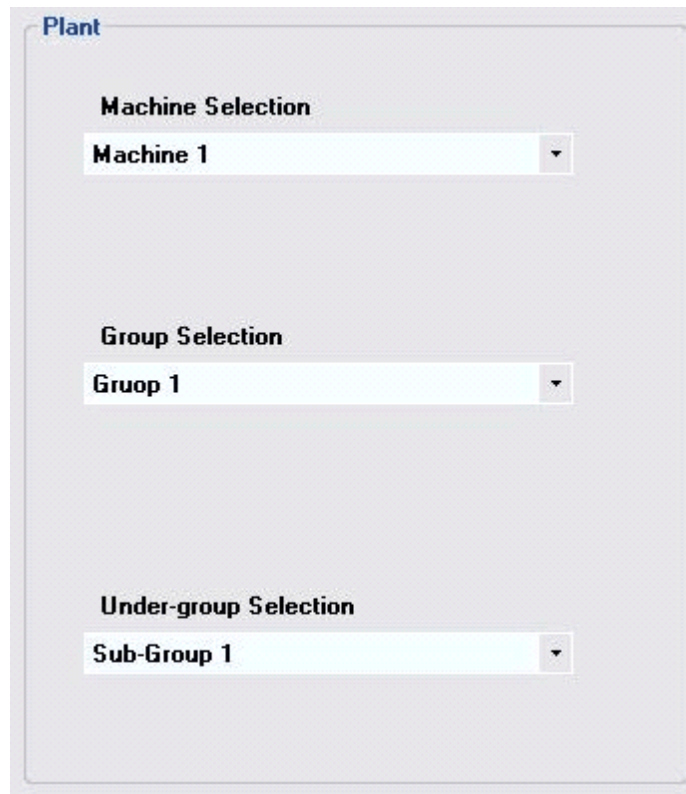 Plant
Machine Selection
Machine 1
Group Selection
Gruop 1
Under-group Selection
Sub-Group 1